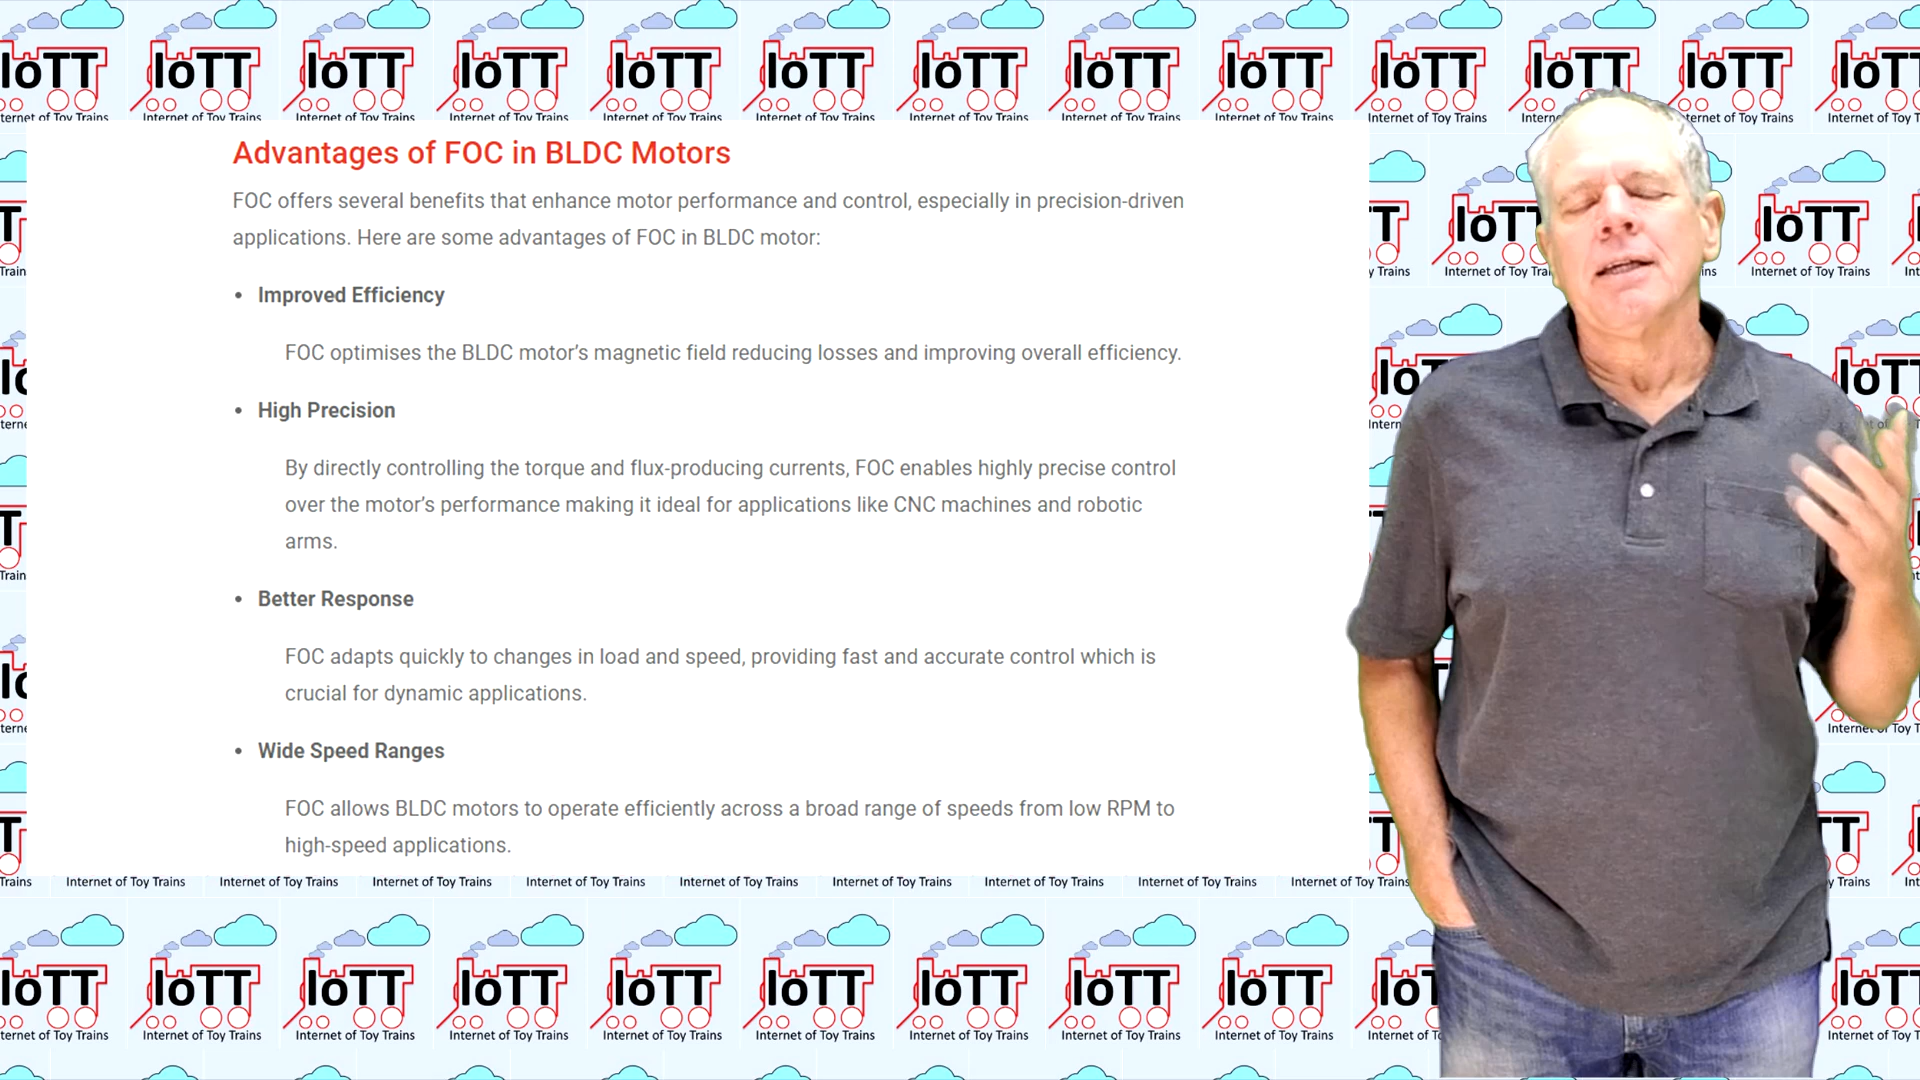 IoTT
Internet of Toy Trains
Advantages of FOC in BLDC Motors
FOC offers several benefits that enhance motor performance and control, especially in precision-driven
applications. Here are some advantages of FOC in BLDC motor:
• Improved Efficiency
FOC optimises the BLDC motor’s magnetic field reducing losses and improving overall efficiency.
• High Precision
By directly controlling the torque and flux-producing currents, FOC enables highly precise control
over the motor’s performance making it ideal for applications like CNC machines and robotic
arms.
• Better Response
FOC adapts quickly to changes in load and speed, providing fast and accurate control which is
crucial for dynamic applications.
• Wide Speed Ranges
FOC allows BLDC motors to operate efficiently across a broad range of speeds from low RPM to
high-speed applications.